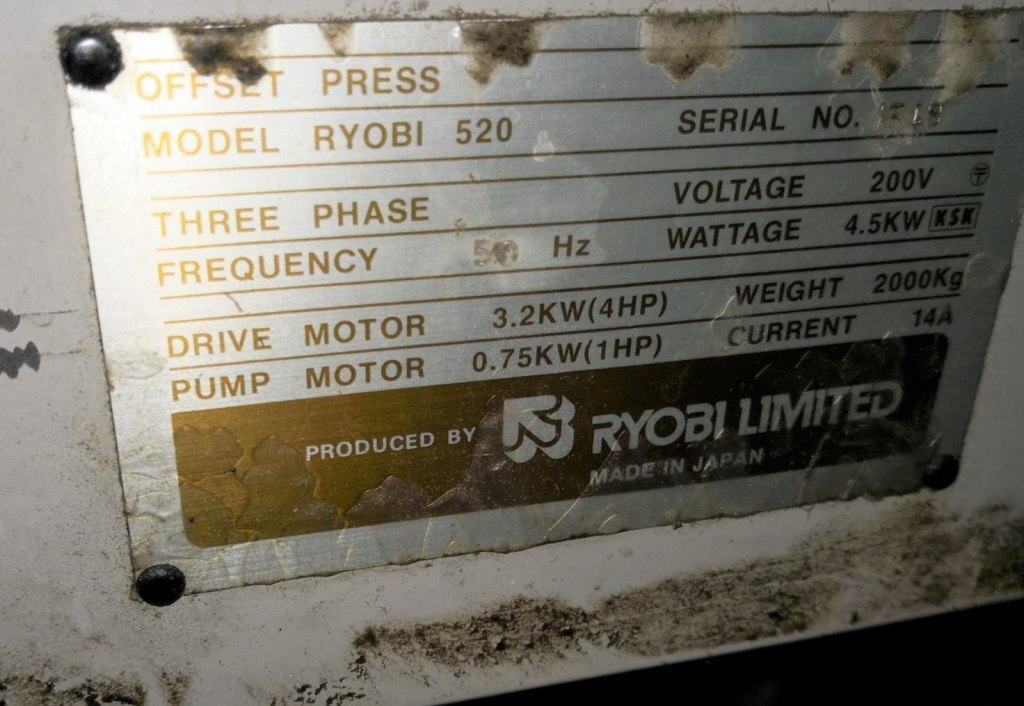 OFFSET PRESS
MODEL RYOBI 520 SERIAL NO.
THREE PHASE VOLTAGE 200V 〒
FREQUENCY Hz WATTAGE 4.5KW KSK
DRIVE MOTOR 3.2KW(4HP) WEIGHT 2000Kg
PUMP MOTOR 0.75KW(1HP) CURRENT 14A
PRODUCED BY RYOBI LIMITED
MADE IN JAPAN